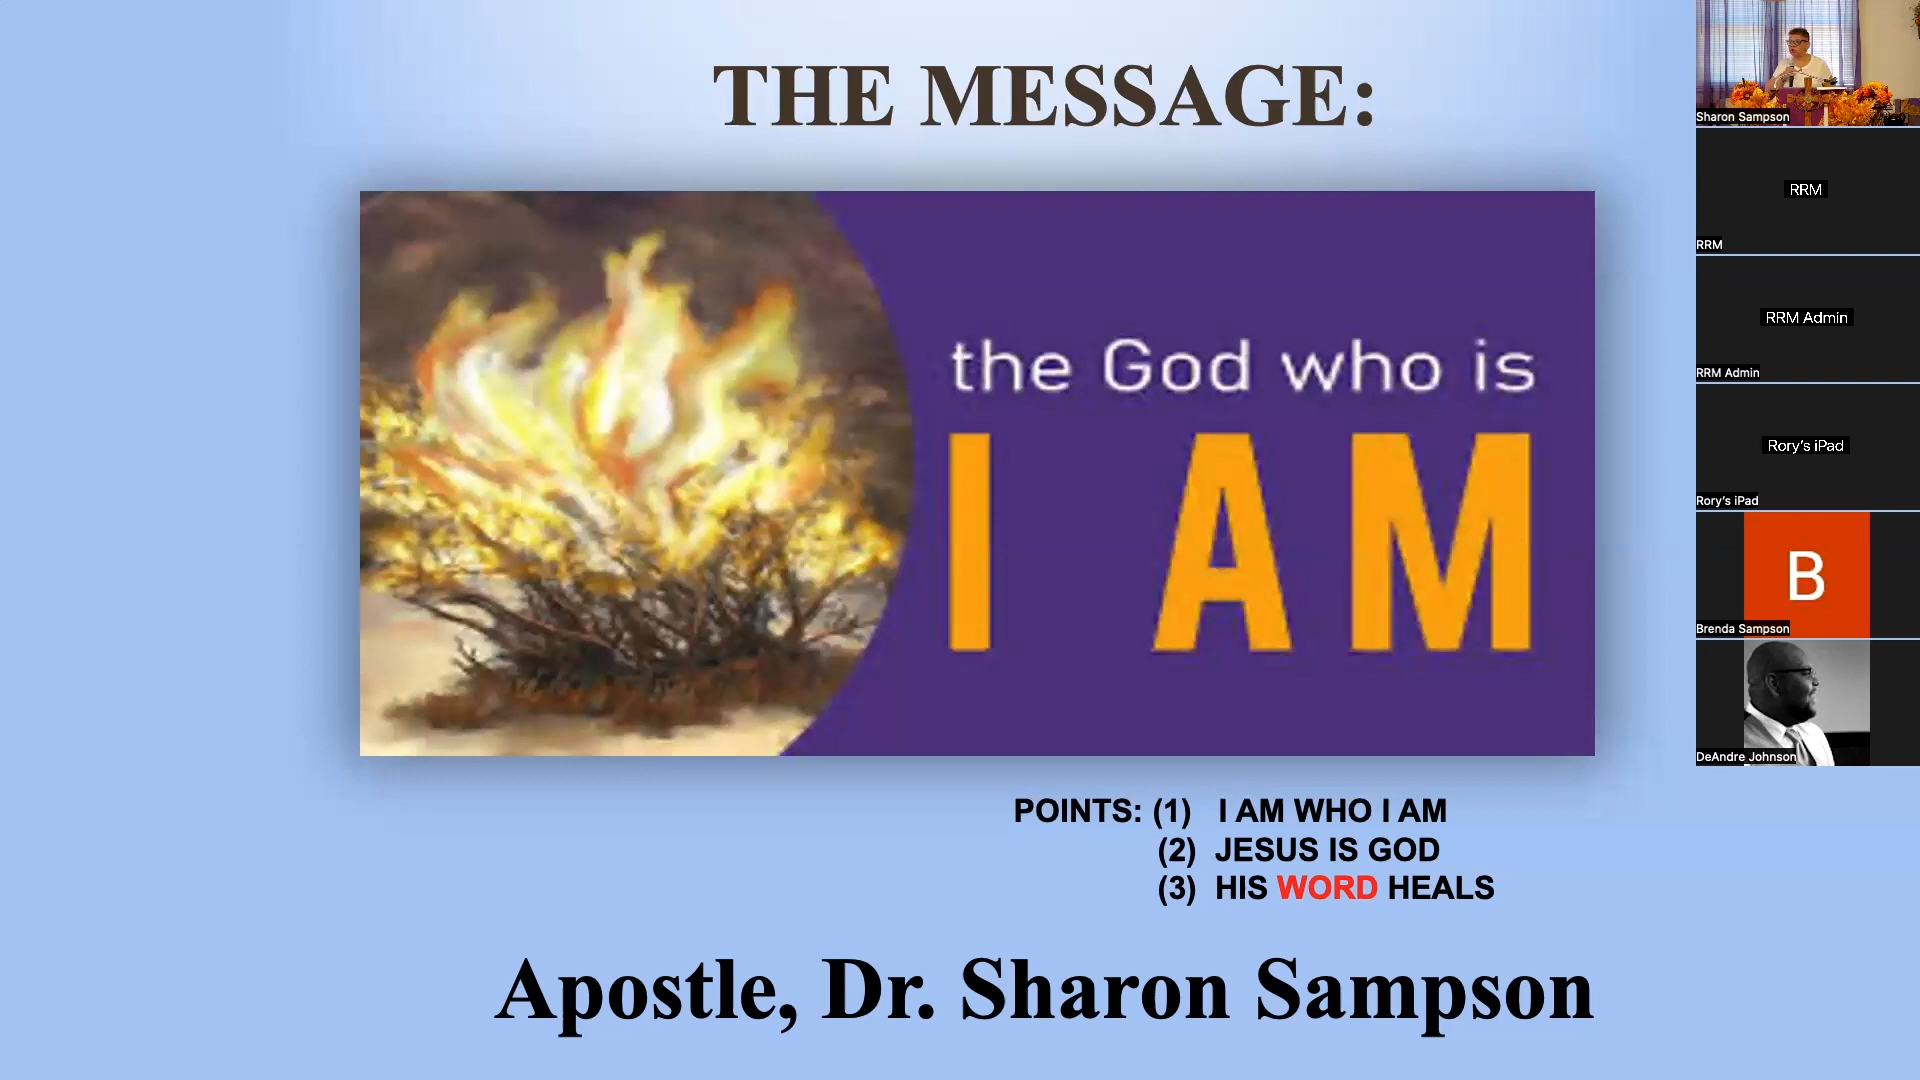 THE MESSAGE:
the God who is
I AM
POINTS: (1) I AM WHO I AM
(2) JESUS IS GOD
(3) HIS WORD HEALS
Apostle, Dr. Sharon Sampson
Sharon Sampson
RRM
RRM
RRM Admin
RRM Admin
Rory's iPad
Rory's iPad
B
Brenda Sampson
DeAndre Johnson